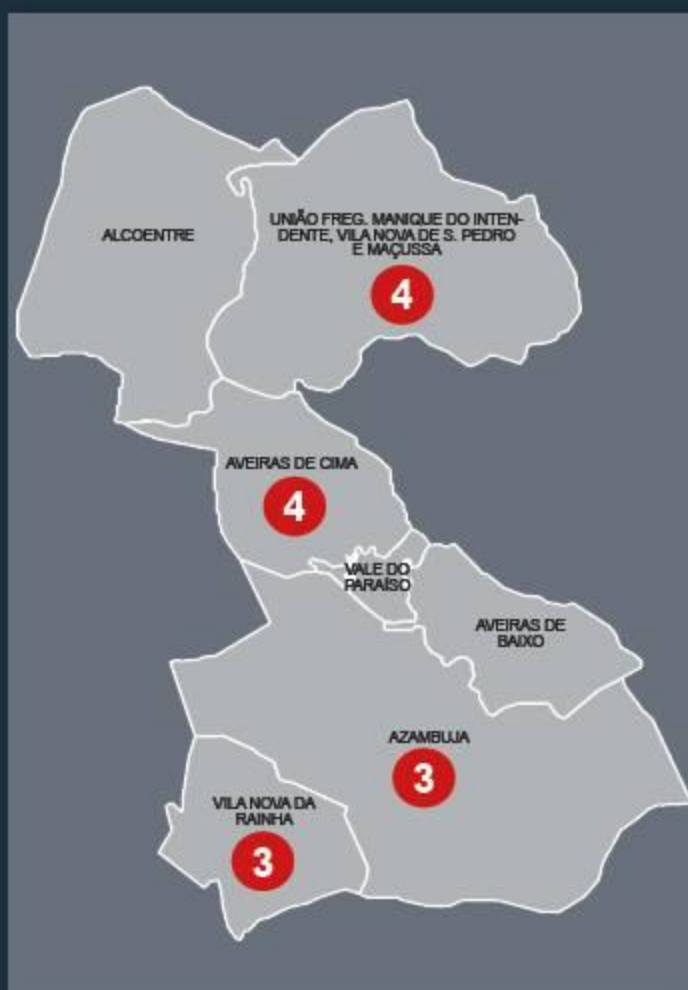 ALCOENTRE
UNIÃO FREG. MANIQUE DO INTEN-
DENTE, VILA NOVA DE S. PEDRO
E MAÇUSSA
4
AVEIRAS DE CIMA
4
VALE DO
PARAÍSO
AVEIRAS DE
BAIXO
AZAMBUJA
3
VILA NOVA DA
RAINHA
3